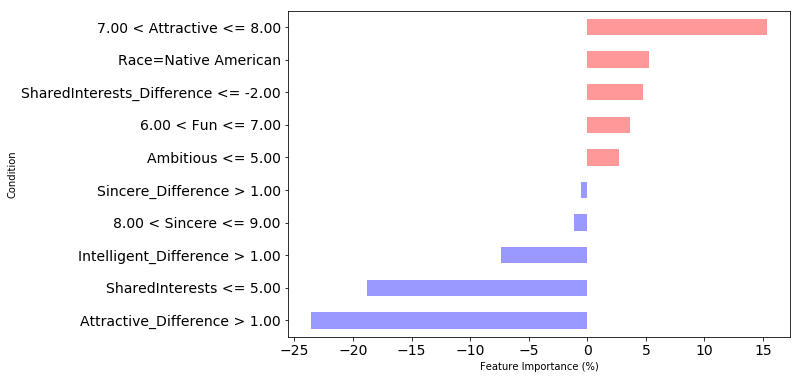 7.00 < Attractive <= 8.00
Race=Native American
SharedInterests_Difference <= -2.00
6.00 < Fun <= 7.00
Ambitious <= 5.00
Sincere_Difference > 1.00
8.00 < Sincere <= 9.00
Intelligent_Difference > 1.00
SharedInterests <= 5.00
Attractive_Difference > 1.00
Condition
−25 −20 −15 −10 −5 0 5 10 15
Feature Importance (%)